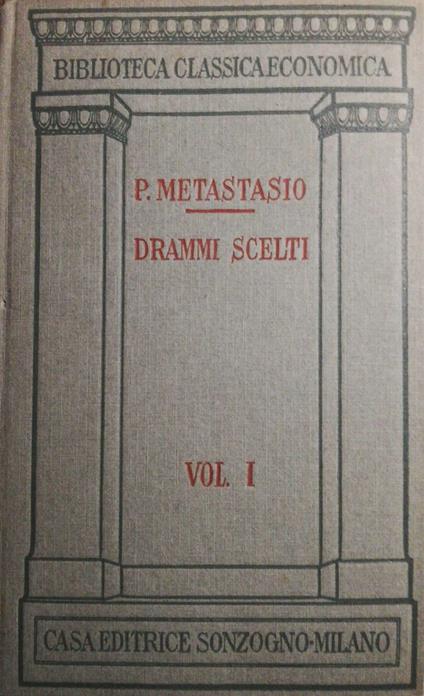 BIBLIOTECA CLASSICA ECONOMICA
P. METASTASIO
DRAMMI SCELTI
VOL. I
CASA EDITRICE SONZOGNO-MILANO